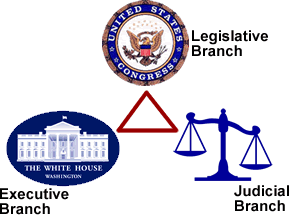 UNITED STATES
CONGRESS
Legislative
Branch
THE WHITE HOUSE
WASHINGTON
Executive
Branch
Judicial
Branch